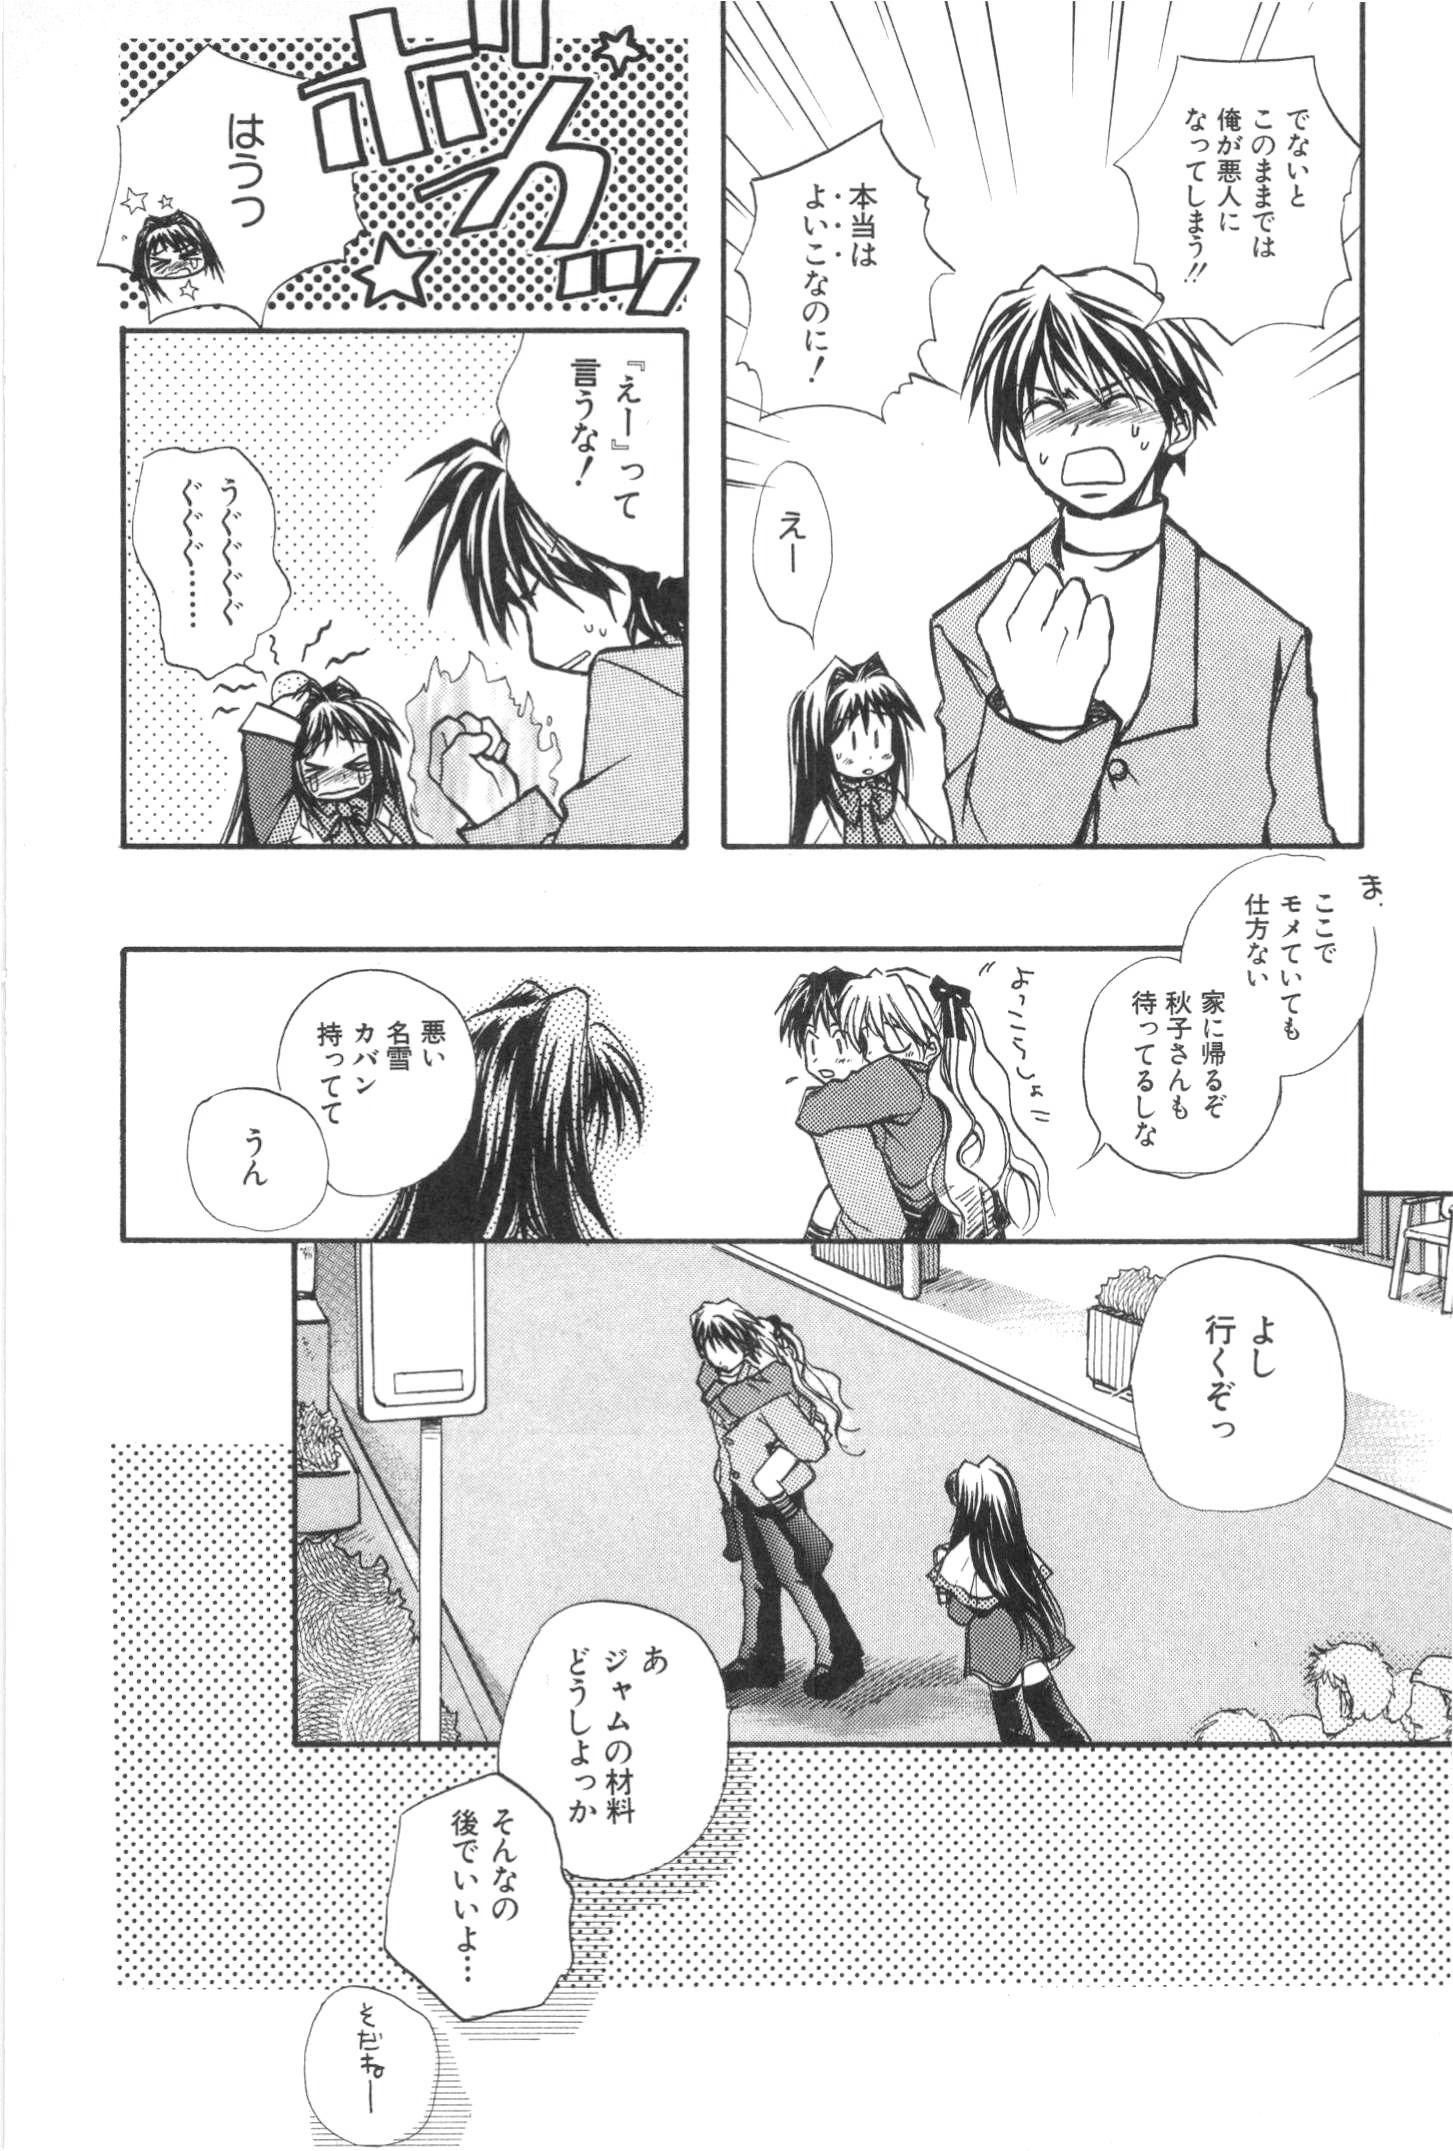 でないと
このままでは
俺が悪人に
なってしまう!!
本当は
よいこなのに!
えー
ボカッ
はうっ
『えー』って
言うな!
うぐぐぐぐ
ぐぐぐ……
ま、
ここで
モメていても
仕方ない
家に帰るぞ
秋子さんも
待ってるしな
よっこらしょ
悪い
名雪
カバン
持ってて
うん
よし
行くぞっ
あ
ジャムの材料
どうしよっか
そんなの
後でいいよ…
そだねー